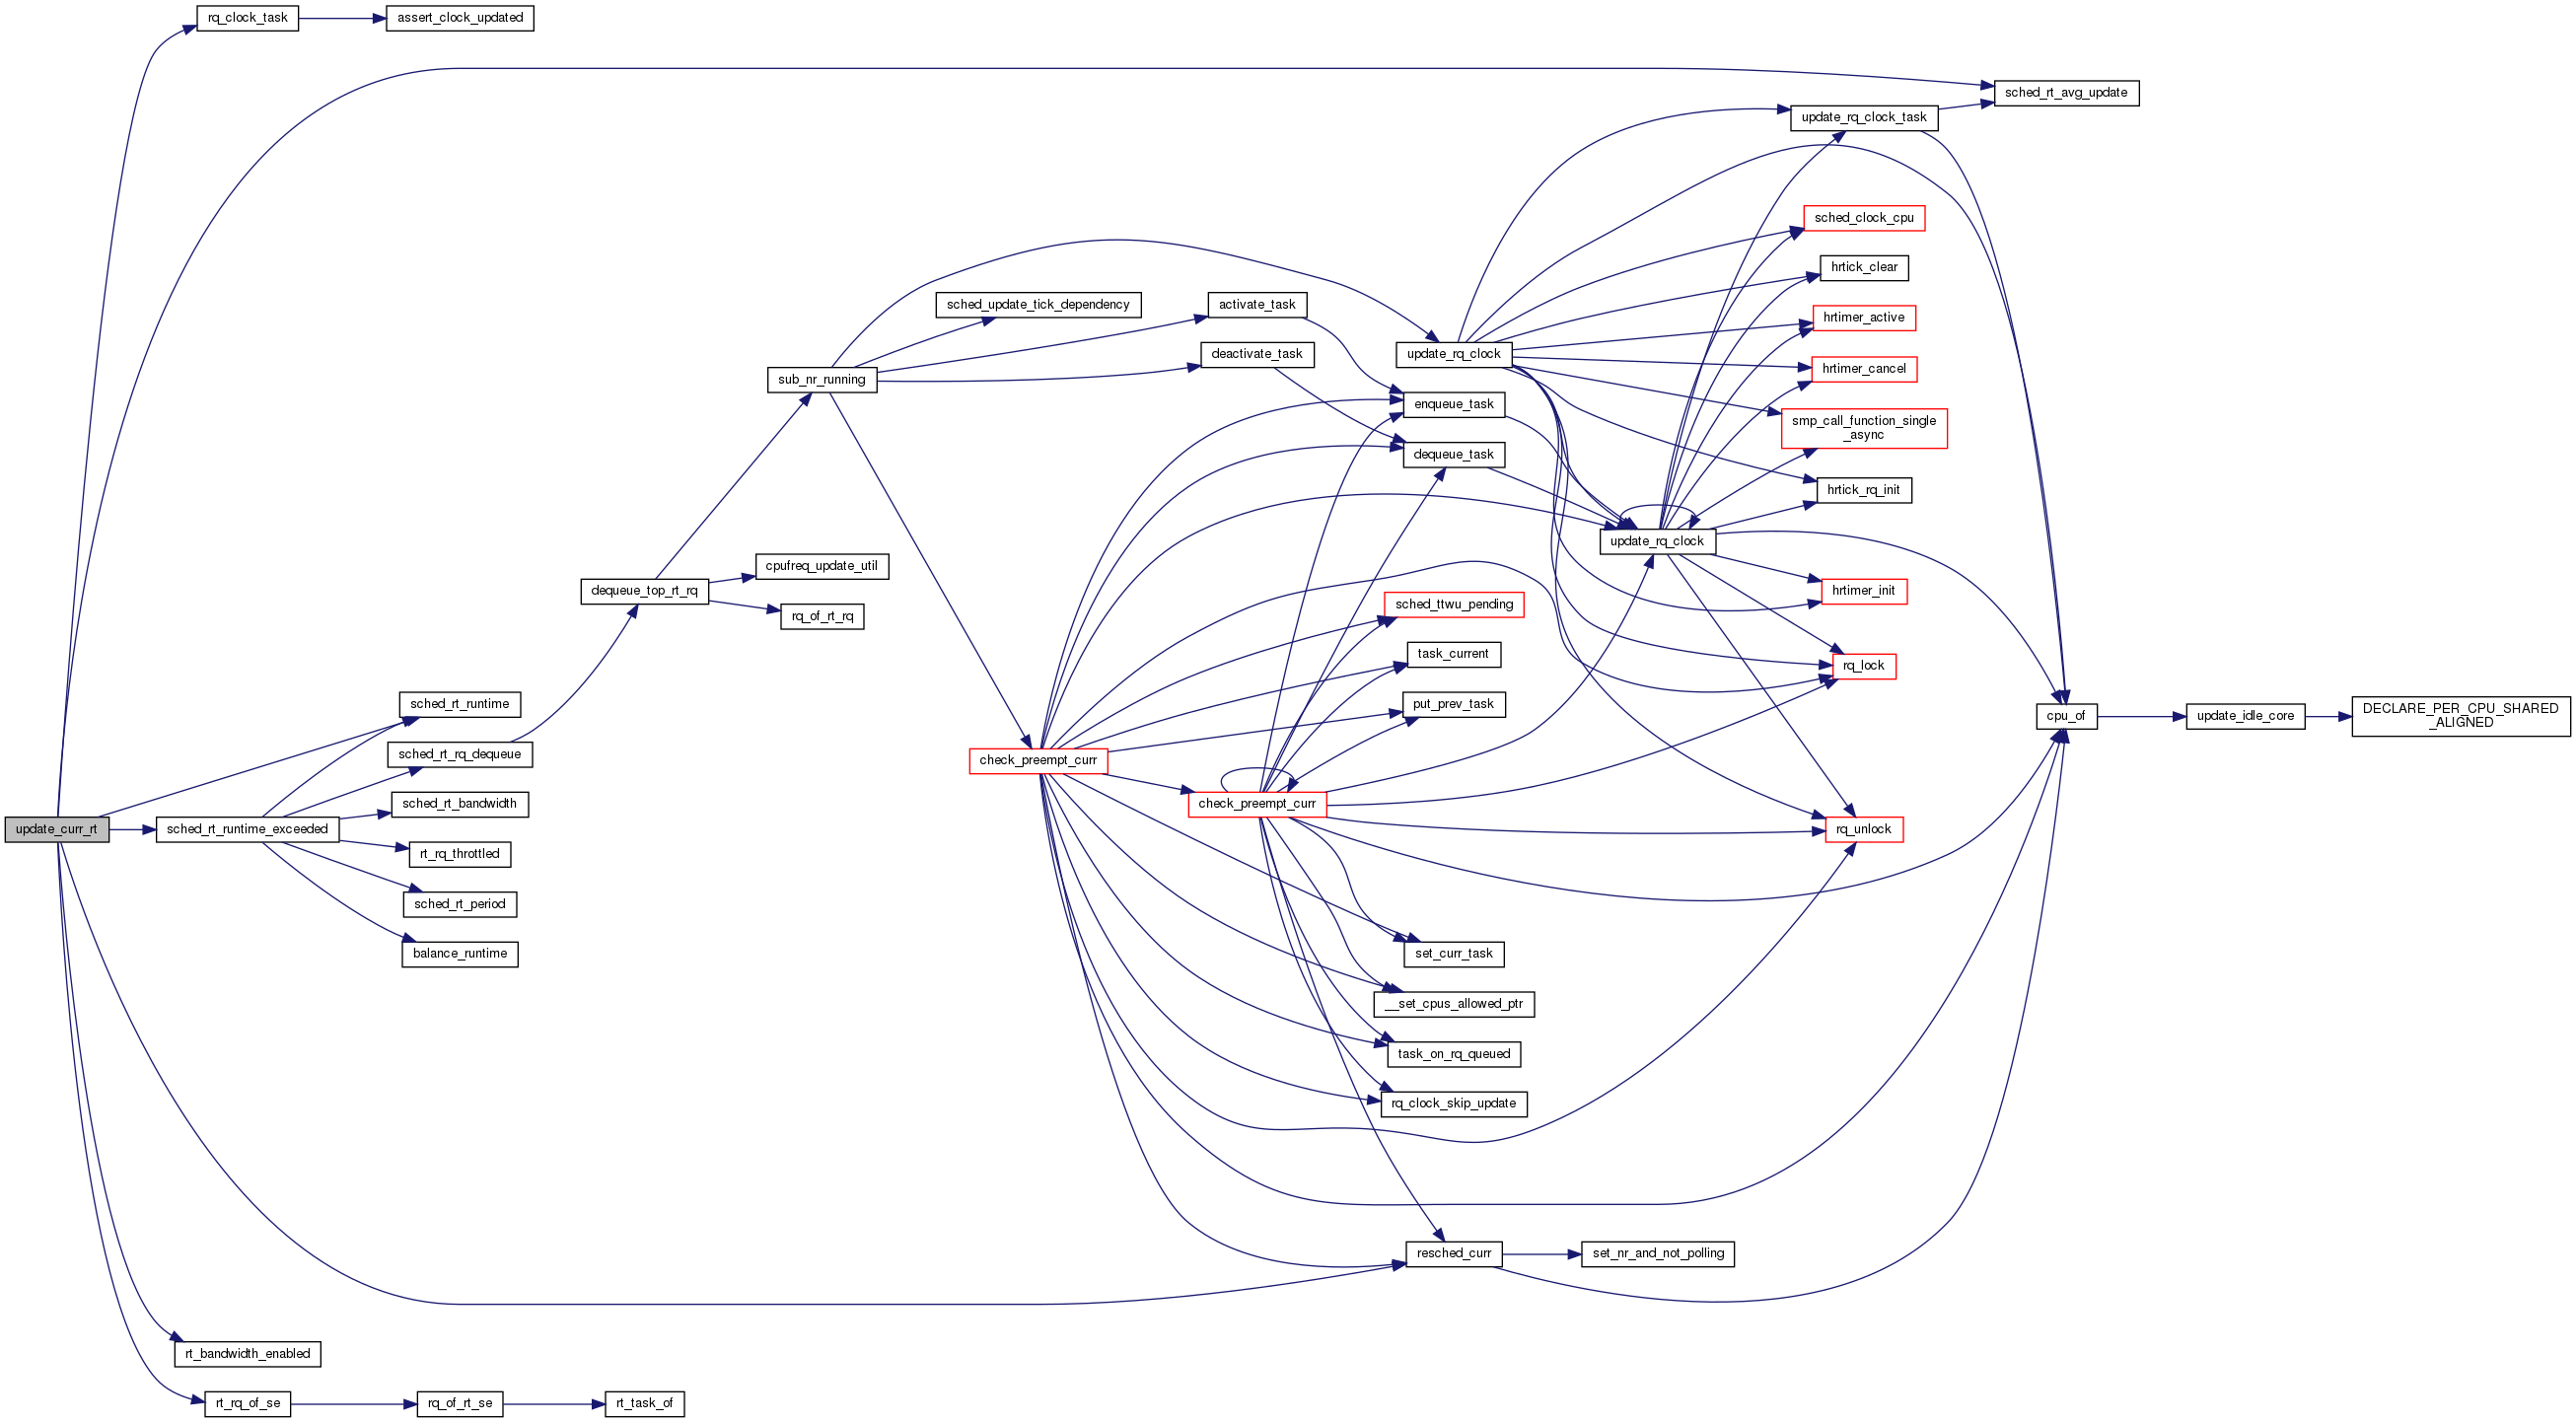 rq_clock_task
assert_clock_updated
sched_rt_avg_update
update_rq_clock_task
sched_clock_cpu
hrtick_clear
sched_update_tick_dependency
activate_task
hrtimer_active
deactivate_task
update_rq_clock
hrtimer_cancel
sub_nr_running
enqueue_task
smp_call_function_single
_async
dequeue_task
hrtick_rq_init
update_rq_clock
cpufreq_update_util
dequeue_top_rt_rq
hrtimer_init
sched_ttwu_pending
rq_of_rt_rq
task_current
rq_lock
sched_rt_runtime
put_prev_task
cpu_of
update_idle_core
DECLARE_PER_CPU_SHARED
_ALIGNED
sched_rt_rq_dequeue
check_preempt_curr
sched_rt_bandwidth
check_preempt_curr
update_curr_rt
sched_rt_runtime_exceeded
rq_unlock
rt_rq_throttled
sched_rt_period
balance_runtime
set_curr_task
__set_cpus_allowed_ptr
task_on_rq_queued
rq_clock_skip_update
resched_curr
set_nr_and_not_polling
rt_bandwidth_enabled
rt_rq_of_se
rq_of_rt_se
rt_task_of